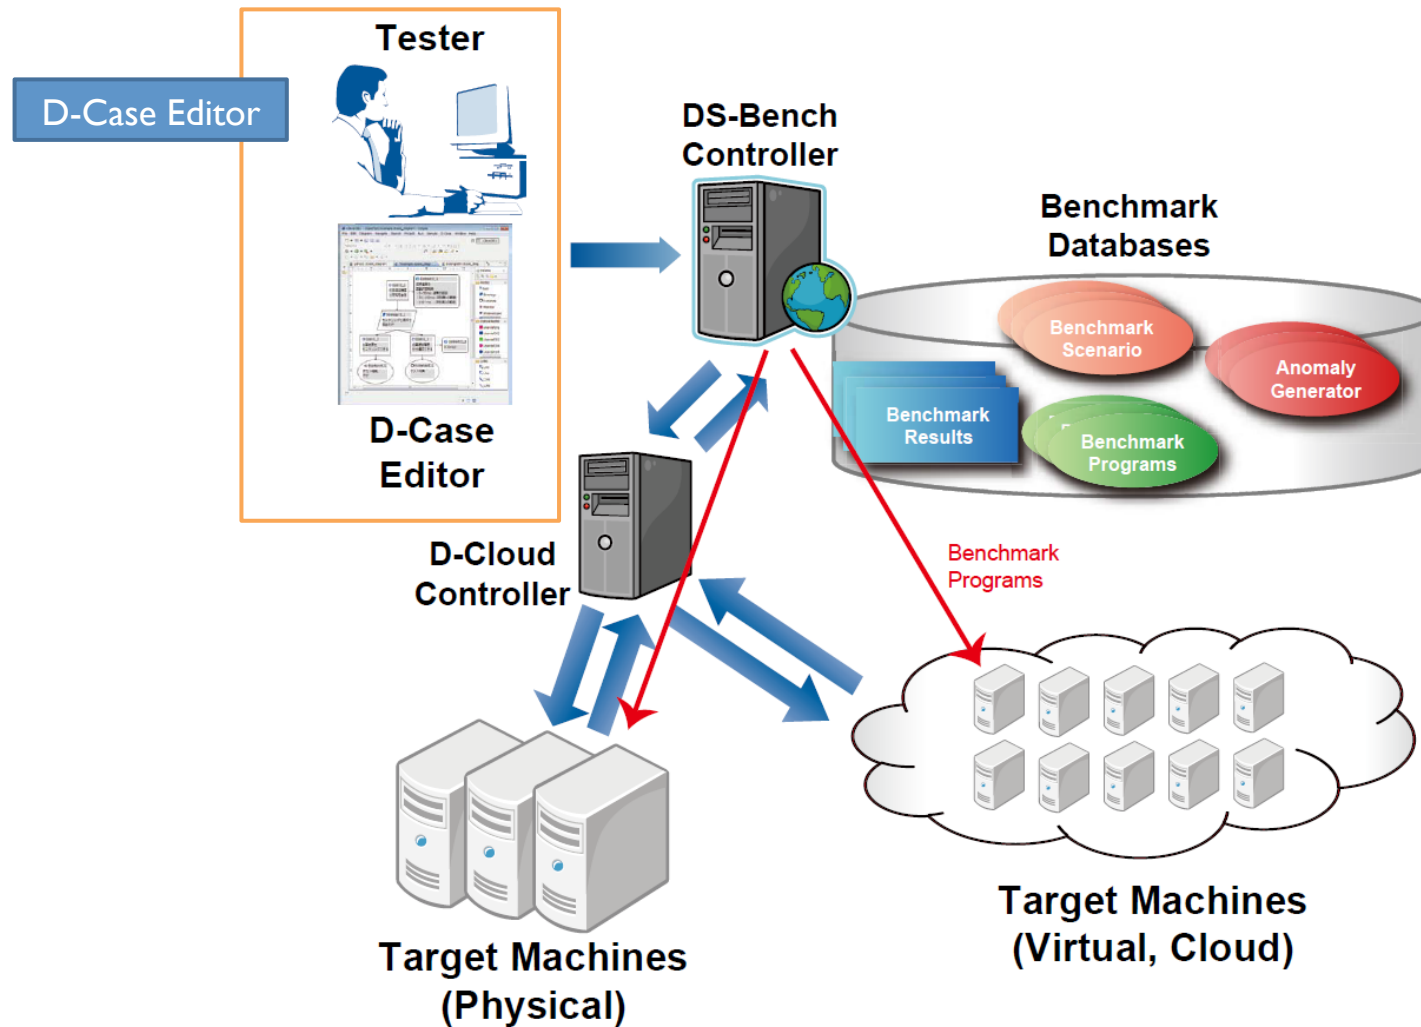 Tester
D-Case Editor
DS-Bench
Controller
Benchmark
Databases
Benchmark
Scenario
Anomaly
Generator
Benchmark
Results
Benchmark
Programs
D-Case
Editor
D-Cloud
Controller
Benchmark
Programs
Target Machines
(Virtual, Cloud)
Target Machines
(Physical)